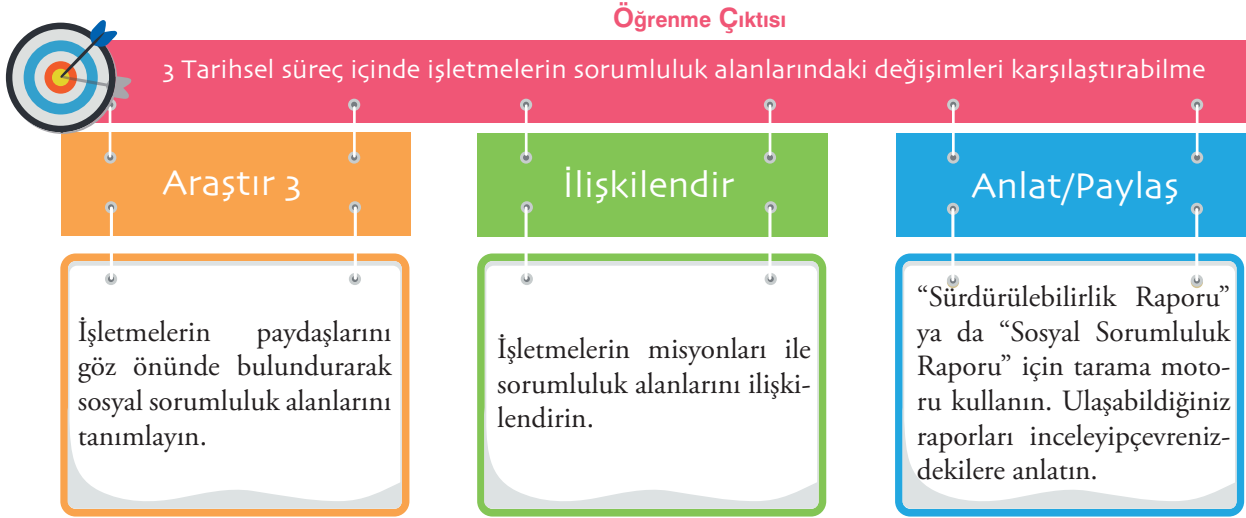 Öğrenme Çıktısı
3 Tarihsel süreç içinde işletmelerin sorumluluk alanlarındaki değişimleri karşılaştırabilme
Araştır 3
İşletmelerin paydaşlarını
göz önünde bulundurarak
sosyal sorumluluk alanlarını
tanımlayın.
İlişkilendir
İşletmelerin misyonları ile
sorumluluk alanlarını ilişki-
lendirin.
Anlat/Paylaş
“Sürdürülebilirlik Raporu”
ya da “Sosyal Sorumluluk
Raporu” için tarama moto-
ru kullanın. Ulaşabildiğiniz
raporları inceleyipçevreniz-
dekilere anlatın.